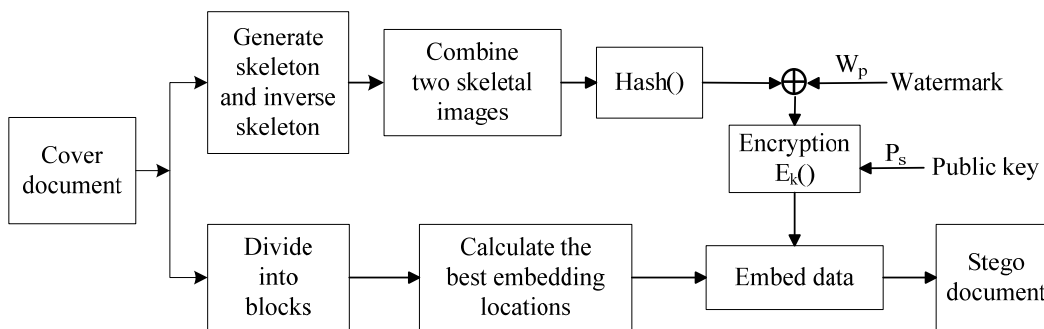 Generate
skeleton
and inverse
skeleton
Combine
two skeletal
images
Hash()
Wp
Watermark
Cover
document
Encryption
Ek()
Ps
Public key
Divide
into
blocks
Calculate the
best embedding
locations
Embed data
Stego
document